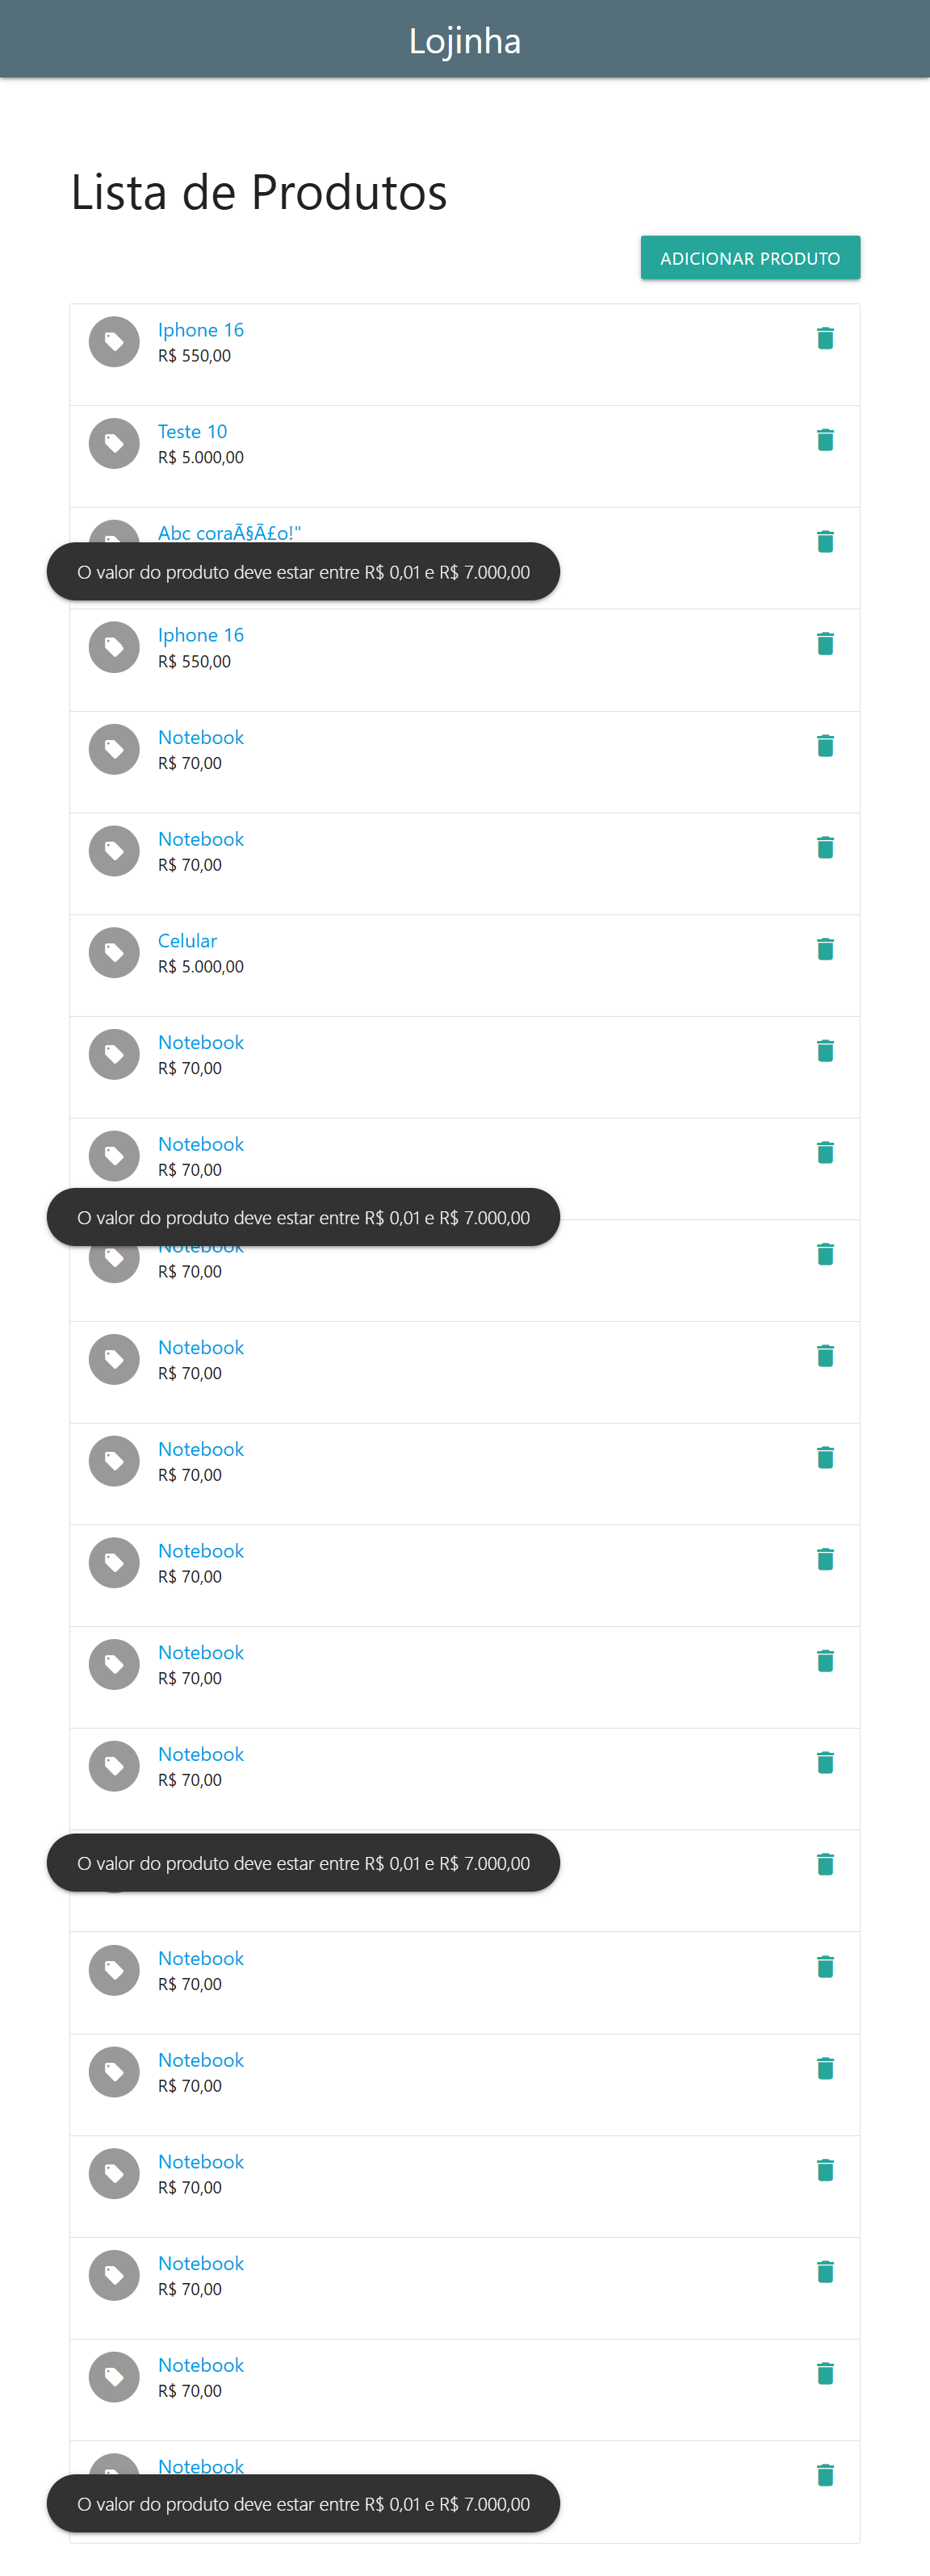 Lojinha
Lista de Produtos
ADICIONAR PRODUTO
Iphone 16
R$ 550,00
Teste 10
R$ 5.000,00
Abc coraÃ§Ã£o!"
O valor do produto deve estar entre R$ 0,01 e R$ 7.000,00
Iphone 16
R$ 550,00
Notebook
R$ 70,00
Notebook
R$ 70,00
Celular
R$ 5.000,00
Notebook
R$ 70,00
Notebook
R$ 70,00
O valor do produto deve estar entre R$ 0,01 e R$ 7.000,00
Notebook
R$ 70,00
Notebook
R$ 70,00
Notebook
R$ 70,00
Notebook
R$ 70,00
Notebook
R$ 70,00
Notebook
R$ 70,00
O valor do produto deve estar entre R$ 0,01 e R$ 7.000,00
Notebook
R$ 70,00
Notebook
R$ 70,00
Notebook
R$ 70,00
Notebook
R$ 70,00
Notebook
R$ 70,00
Notebook
O valor do produto deve estar entre R$ 0,01 e R$ 7.000,00